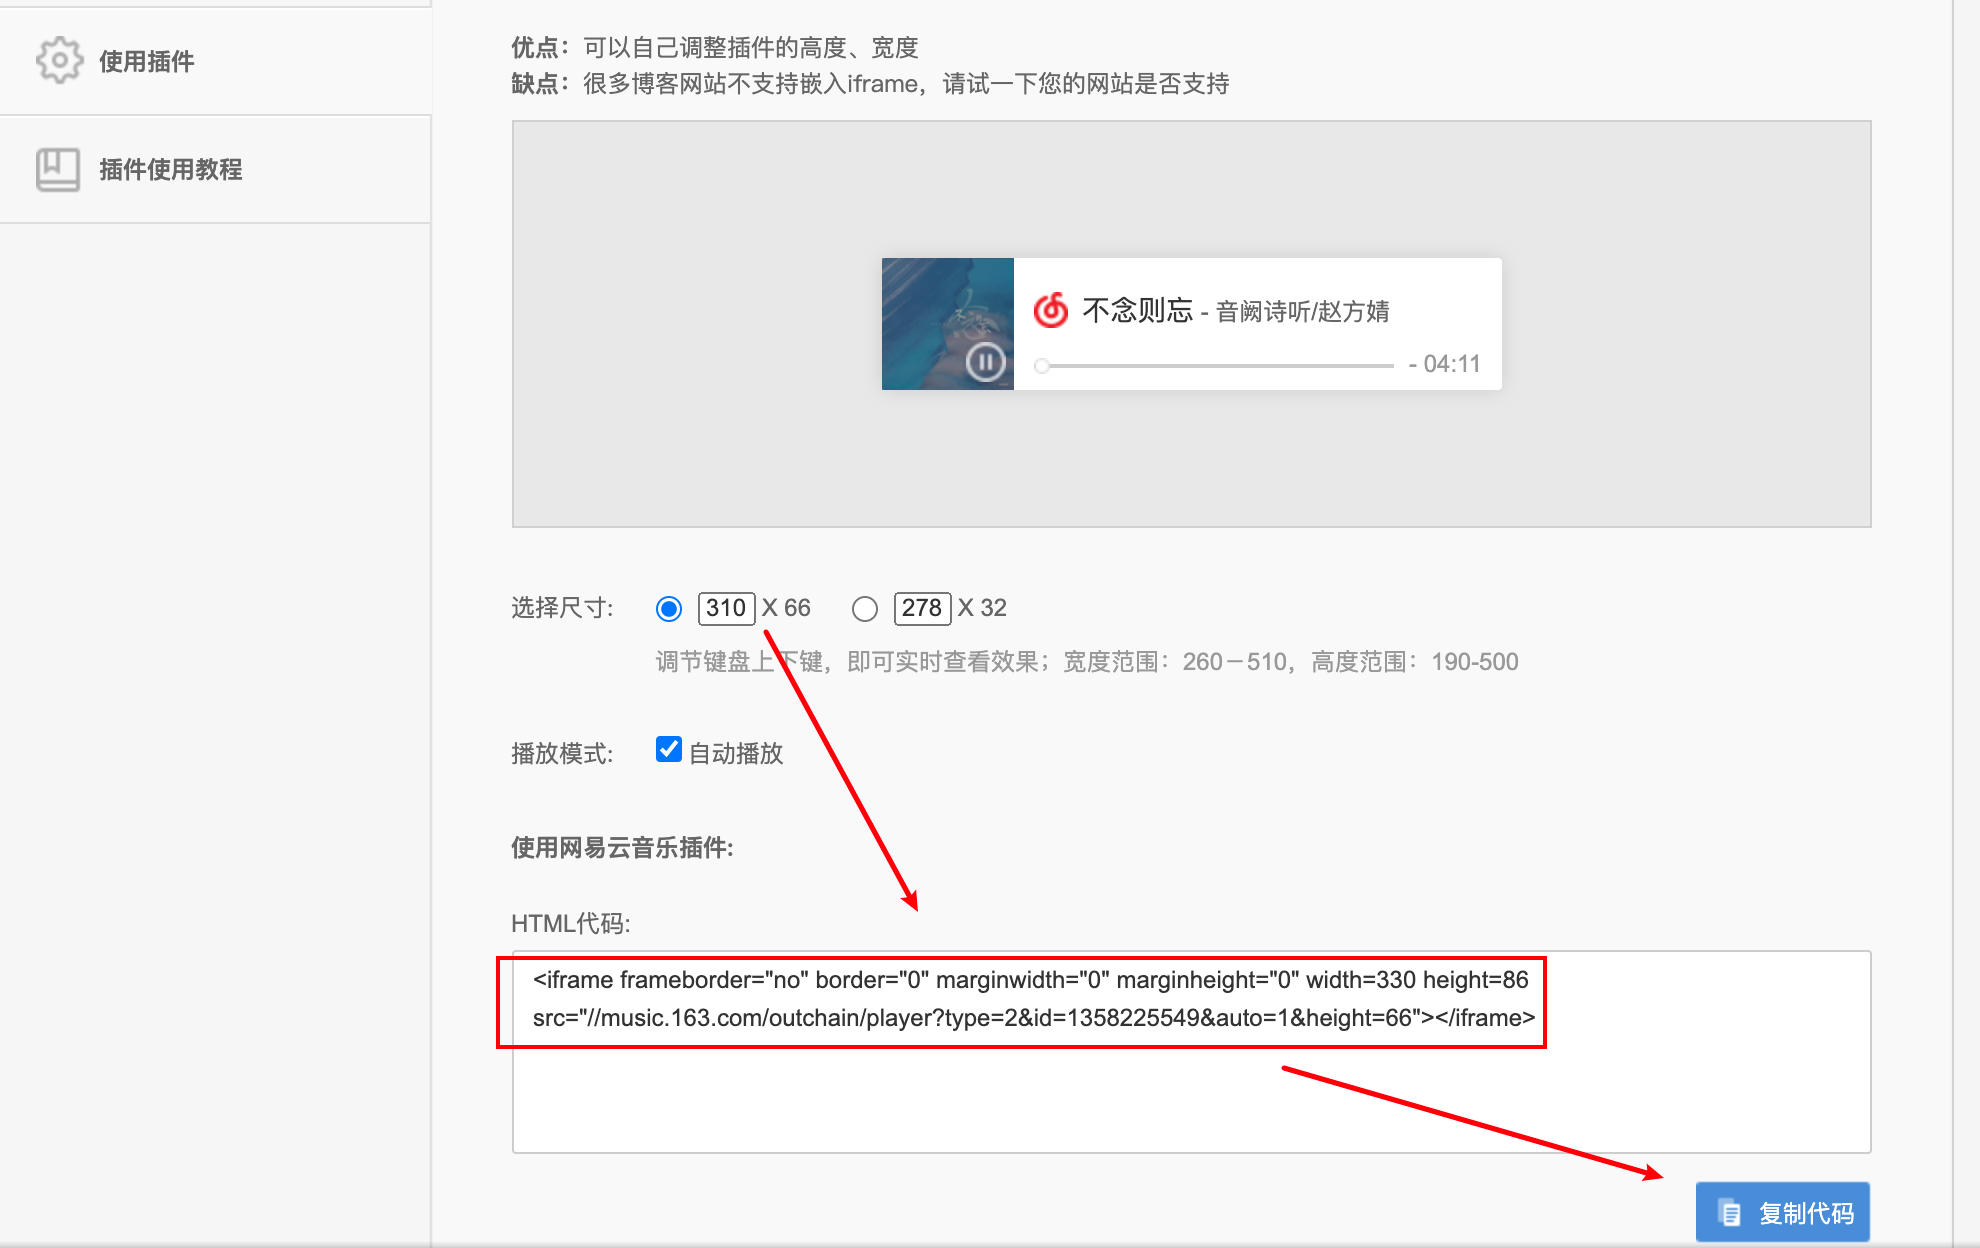 使用插件
插件使用教程
优点：可以自己调整插件的高度、宽度
缺点：很多博客网站不支持嵌入iframe，请试一下您的网站是否支持
不念则忘 - 音阙诗听/赵方婧
- 04:11
选择尺寸: 310 X 66 278 X 32
调节键盘上下键，即可实时查看效果；宽度范围：260－510，高度范围：190-500
播放模式: 自动播放
使用网易云音乐插件:
HTML代码:
<iframe frameborder="no" border="0" marginwidth="0" marginheight="0" width=330 height=86
src="//music.163.com/outchain/player?type=2&id=1358225549&auto=1&height=66"></iframe>
复制代码